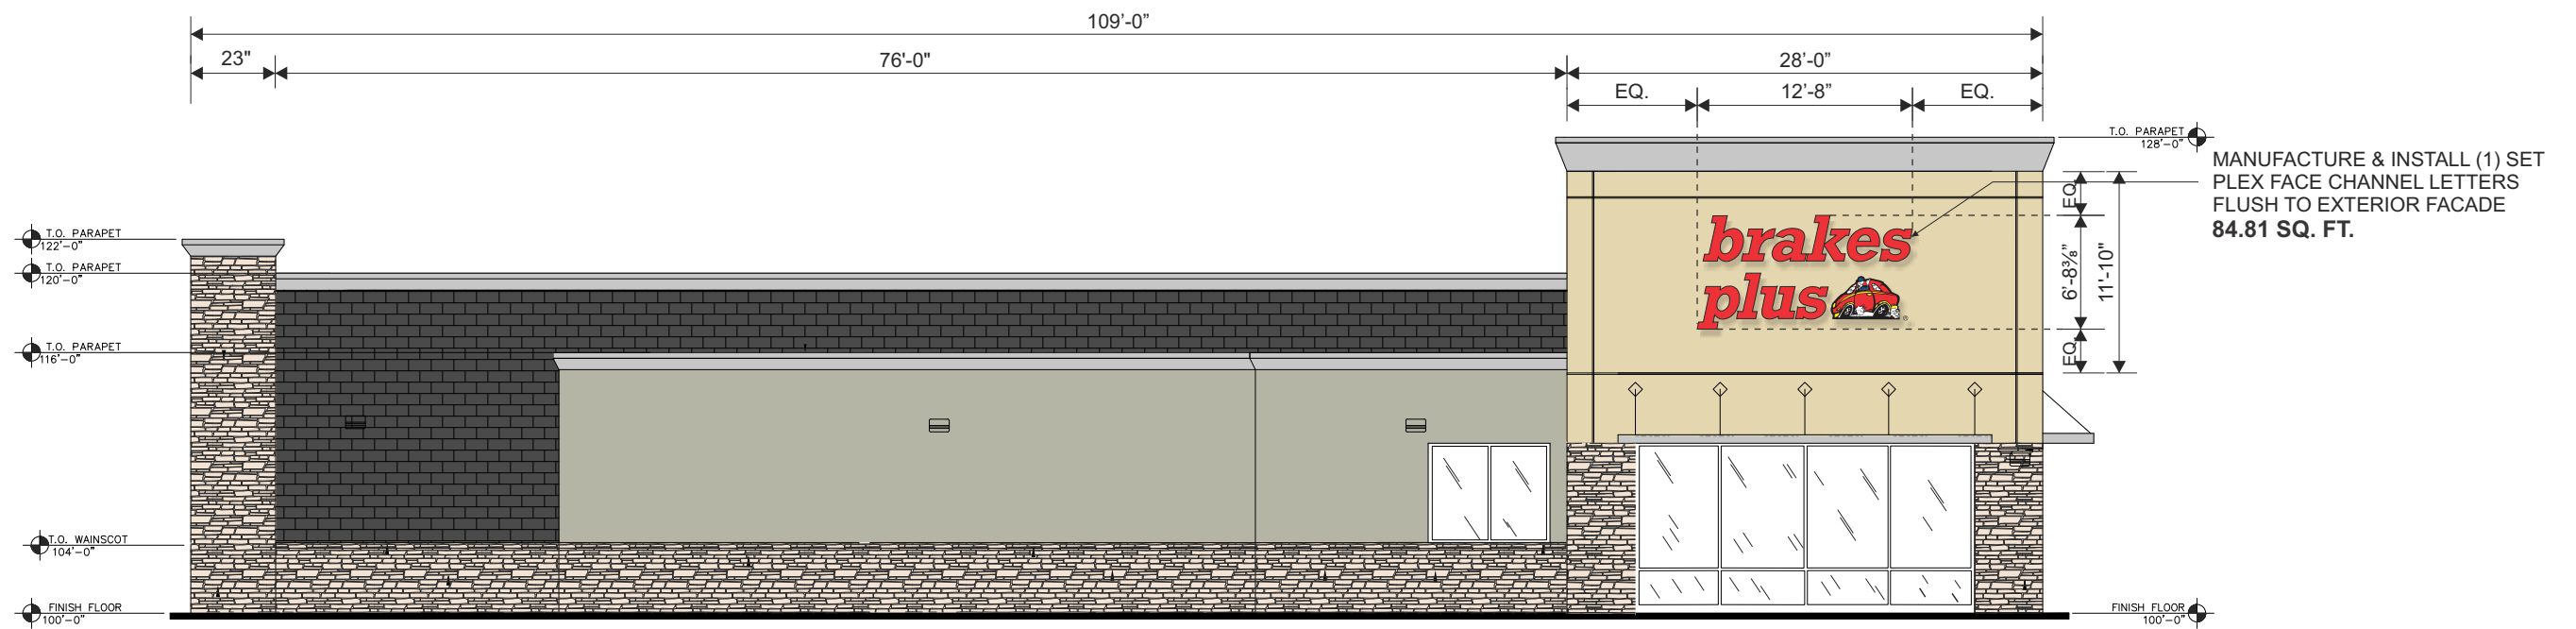 109’-0”
23"
76'-0"
28’-0”
EQ.
12’-8”
EQ.
T.O. PARAPET
128’-0”
MANUFACTURE & INSTALL (1) SET
PLEX FACE CHANNEL LETTERS
FLUSH TO EXTERIOR FACADE
84.81 SQ. FT.
EQ.
6’-8⅜”
11’-10"
EQ.
brakes
plus
®
T.O. PARAPET
122’-0”
T.O. PARAPET
120’-0”
T.O. PARAPET
116’-0”
T.O. WAINSCOT
104’-0”
FINISH FLOOR
100’-0”
FINISH FLOOR
100’-0”